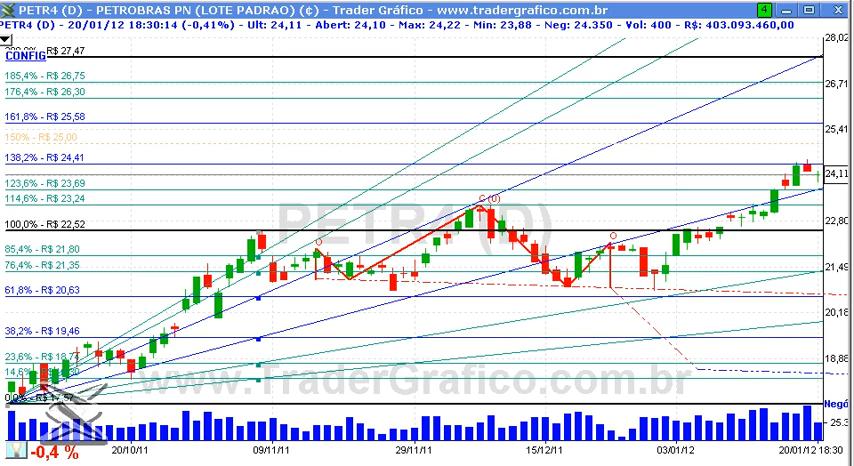 PETR4 (D) - PETROBRAS PN (LOTE PADRAO) (¢) - Trader Gráfico - www.tradergrafico.com.br
4
PETR4 (D) - 20/01/12 18:30:14 (-0,41%) - Ult: 24,11 - Abert: 24,10 - Max: 24,22 - Min: 23,88 - Neg: 24.350 - Vol: 400 - R$: 403.093.460,00
28,02
R$ 27,47
CONFIG
185,4% - R$ 26,75
26,71
176,4% - R$ 26,30
161,8% - R$ 25,58
25,41
150% - R$ 25,00
138,2% - R$ 24,41
24,11
123,6% - R$ 23,69
114,6% - R$ 23,24
C (0)
PETR4 (D)
22,80
100,0% - R$ 22,52
O
O
85,4% - R$ 21,80
76,4% - R$ 21,35
21,49
61,8% - R$ 20,63
20,18
38,2% - R$ 19,46
23,6% - R$ 18,7
18,88
14,6%
www.TraderGrafico.com.br
0,0% - R$ 17,57
Negó
25.3
-0,4 %
20/10/11
09/11/11
29/11/11
15/12/11
03/01/12
20/01/12 18:30